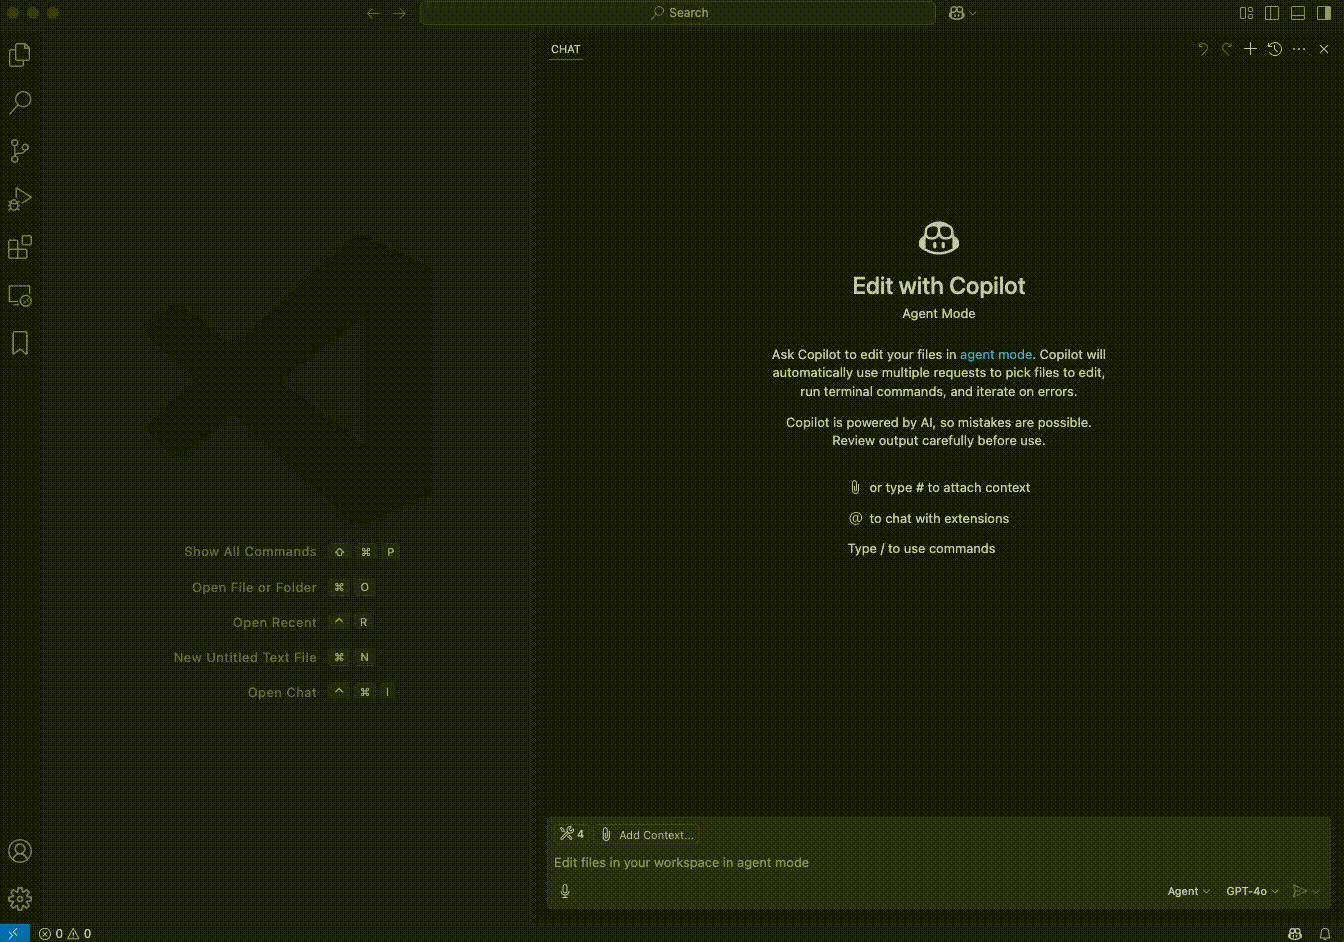 Search
CHAT
Edit with Copilot
Agent Mode
Ask Copilot to edit your files in agent mode. Copilot will
automatically use multiple requests to pick files to edit,
run terminal commands, and iterate on errors.
Copilot is powered by AI, so mistakes are possible.
Review output carefully before use.
or type # to attach context
@ to chat with extensions
Type / to use commands
Show All Commands ⇧ ⌘ P
Open File or Folder ⌘ O
Open Recent ^ R
New Untitled Text File ⌘ N
Open Chat ^ ⌘ I
4 Add Context...
Edit files in your workspace in agent mode
Agent GPT-4o
0 0